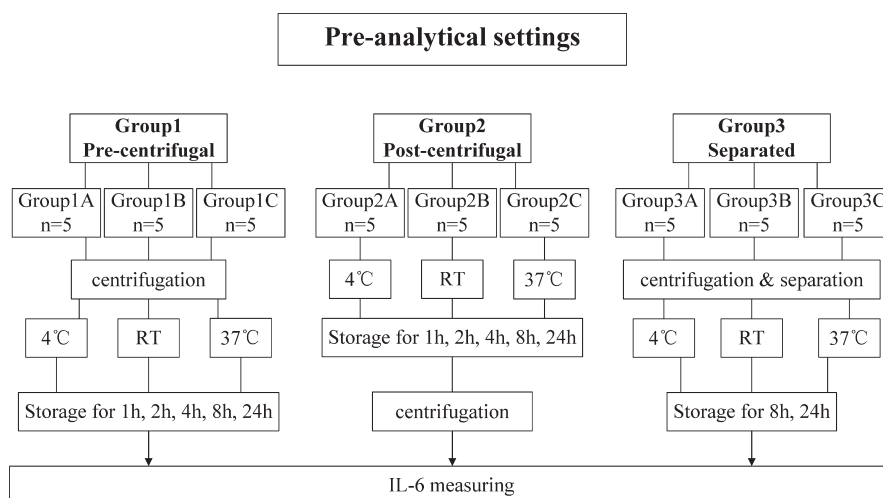 Pre-analytical settings
Group1
Pre-centrifugal
Group2
Post-centrifugal
Group3
Separated
Group1A
n=5
Group1B
n=5
Group1C
n=5
Group2A
n=5
Group2B
n=5
Group2C
n=5
Group3A
n=5
Group3B
n=5
Group3C
n=5
centrifugation
4℃
RT
37℃
centrifugation & separation
4℃
RT
37℃
Storage for 1h, 2h, 4h, 8h, 24h
4℃
RT
37℃
Storage for 1h, 2h, 4h, 8h, 24h
centrifugation
Storage for 8h, 24h
IL-6 measuring